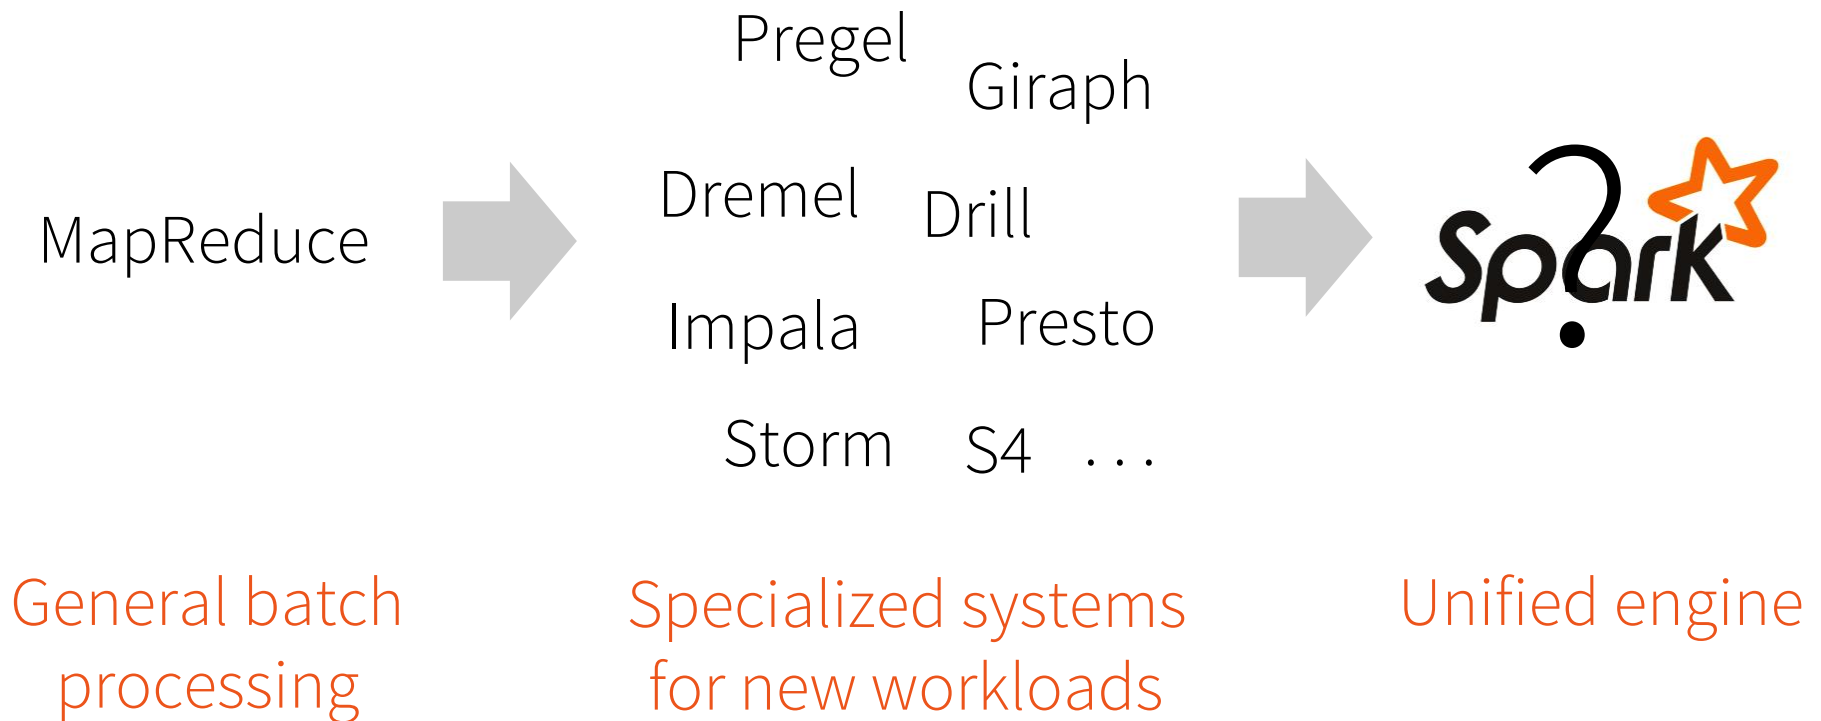 MapReduce
Pregel
Giraph
Dremel
Drill
Impala
Presto
Storm
S4
...
Spark
?
General batch
processing
Specialized systems
for new workloads
Unified engine